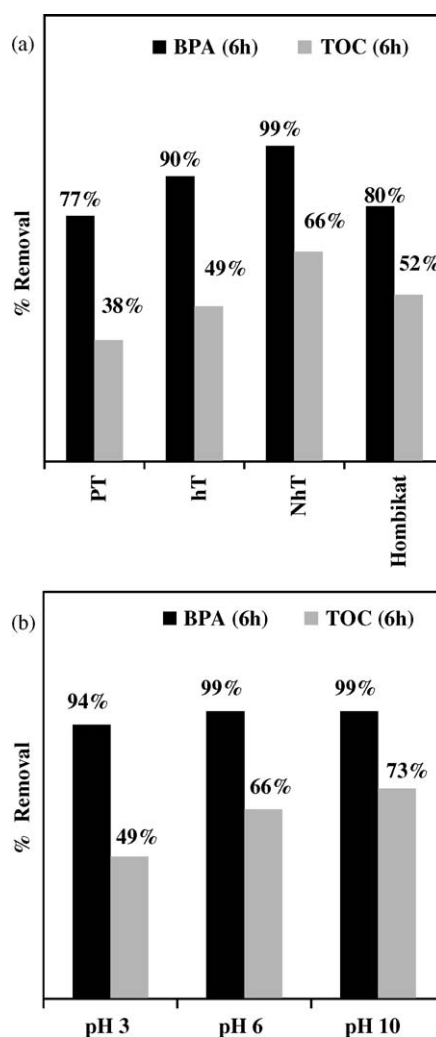 (a)
BPA (6h) TOC (6h)
99%
90%
77%
80%
66%
49%
52%
38%
% Removal
PT
hT
NhT
Hombikat
(b)
BPA (6h) TOC (6h)
94%
99%
99%
73%
66%
49%
% Removal
pH 3 pH 6 pH 10